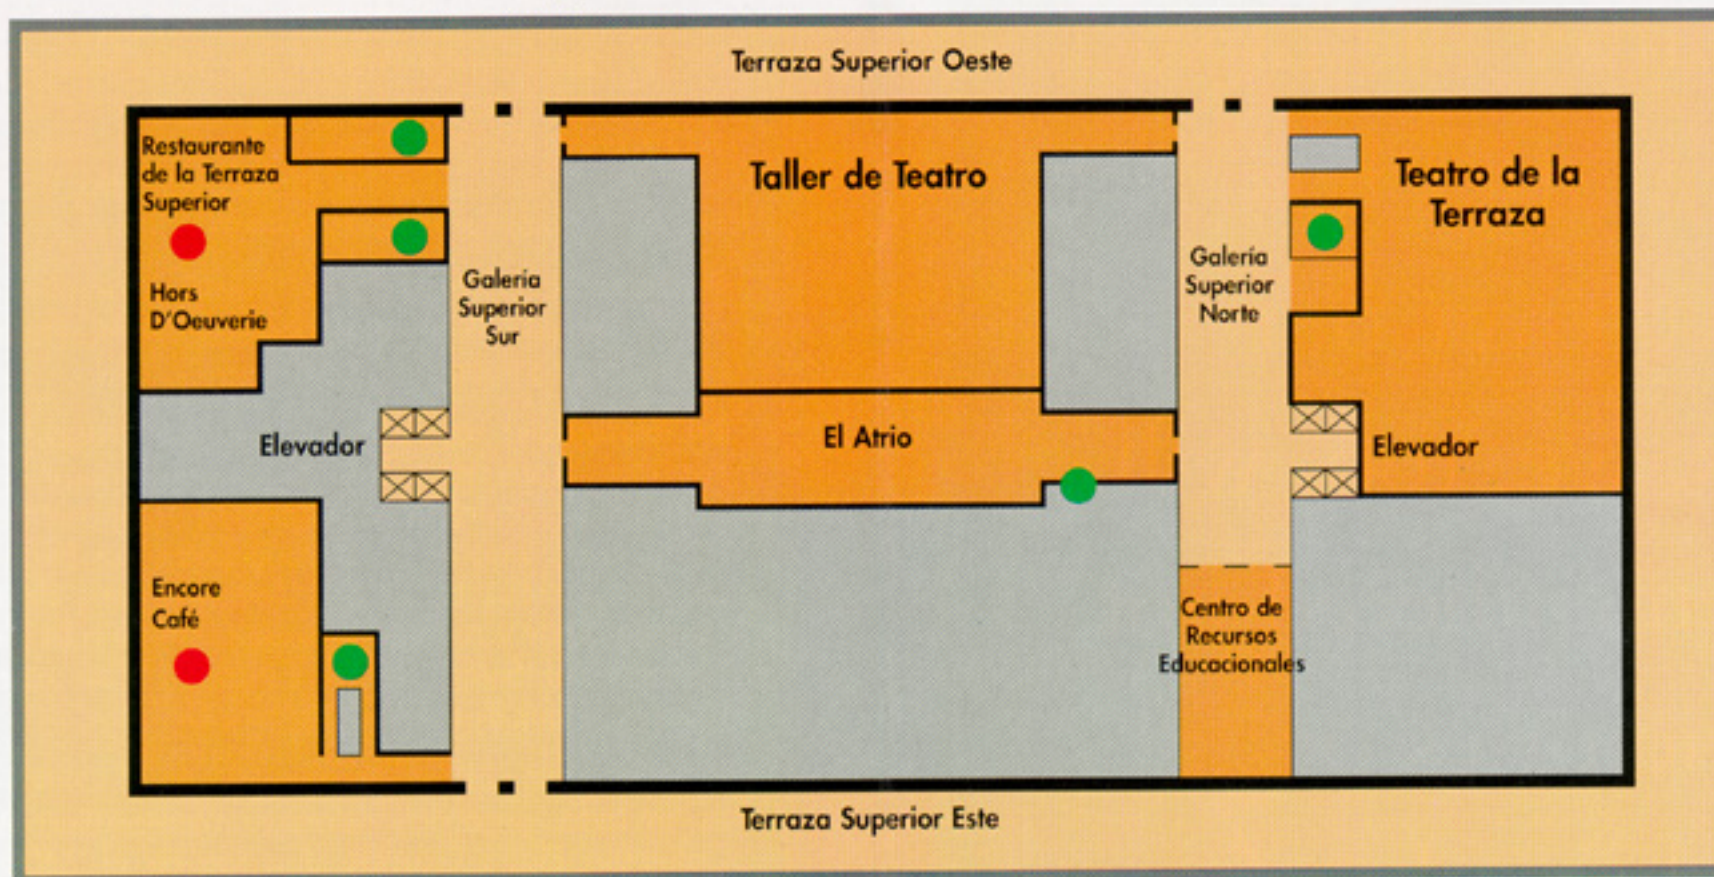 Terraza Superior Oeste
Restaurante
de la Terraza
Superior
Hors
D'Oeuverie
Galería
Superior
Sur
Taller de Teatro
Galería
Superior
Norte
Teatro de la
Terraza
Elevador
El Atrio
Elevador
Encore
Café
Centro de
Recursos
Educacionales
Terraza Superior Este